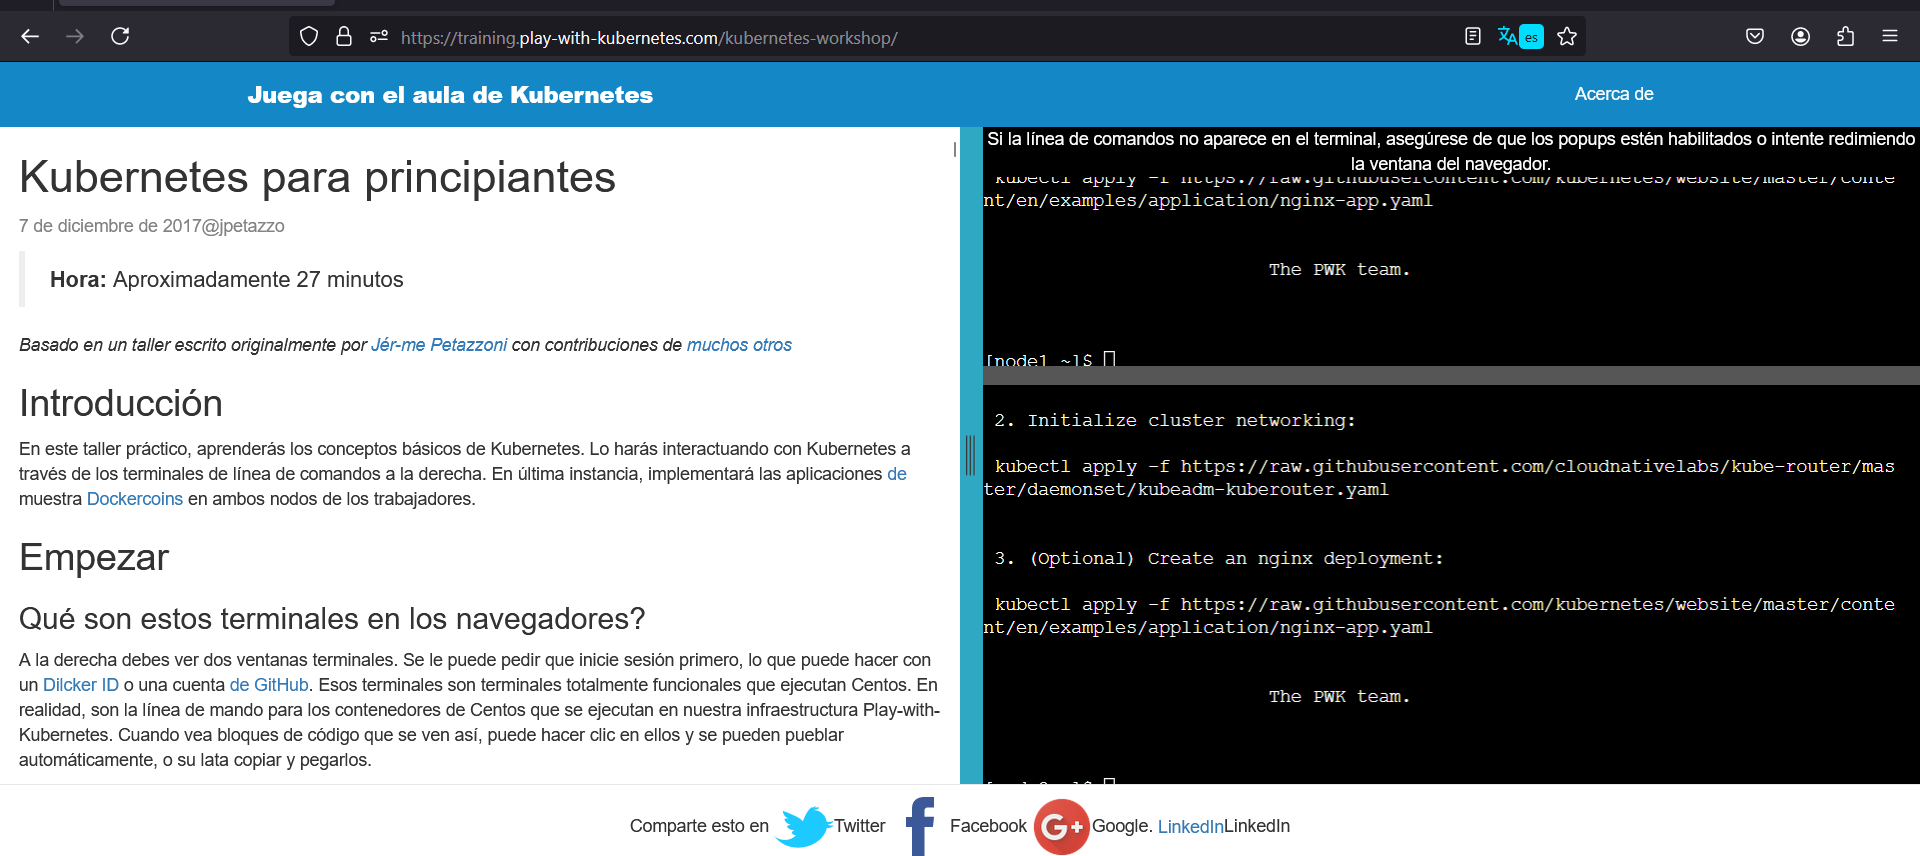 https://training.play-with-kubernetes.com/kubernetes-workshop/
es
Juega con el aula de Kubernetes
Acerca de
Kubernetes para principiantes
7 de diciembre de 2017@jpetazzo
Hora: Aproximadamente 27 minutos
Basado en un taller escrito originalmente por Jér-me Petazzoni con contribuciones de muchos otros
Introducción
En este taller práctico, aprenderás los conceptos básicos de Kubernetes. Lo harás interactuando con Kubernetes a
través de los terminales de línea de comandos a la derecha. En última instancia, implementará las aplicaciones de
muestra Dockercoins en ambos nodos de los trabajadores.
Empezar
Qué son estos terminales en los navegadores?
A la derecha debes ver dos ventanas terminales. Se le puede pedir que inicie sesión primero, lo que puede hacer con
un Dilcker ID o una cuenta de GitHub. Esos terminales son terminales totalmente funcionales que ejecutan Centos. En
realidad, son la línea de mando para los contenedores de Centos que se ejecutan en nuestra infraestructura Play-with-
Kubernetes. Cuando vea bloques de código que se ven así, puede hacer clic en ellos y se pueden pueblar
automáticamente, o su lata copiar y pegarlos.
Si la línea de comandos no aparece en el terminal, asegúrese de que los popups estén habilitados o intente redimiendo
la ventana del navegador.
kubectl apply -f https://raw.githubusercontent.com/kubernetes/website/master/conte
nt/en/examples/application/nginx-app.yaml
The PWK team.
[node1 ~]$
2. Initialize cluster networking:
kubectl apply -f https://raw.githubusercontent.com/cloudnativelabs/kube-router/mas
ter/daemonset/kubeadm-kuberouter.yaml
3. (Optional) Create an nginx deployment:
kubectl apply -f https://raw.githubusercontent.com/kubernetes/website/master/conte
nt/en/examples/application/nginx-app.yaml
The PWK team.
Comparte esto en Twitter Facebook G+ Google. LinkedInLinkedIn